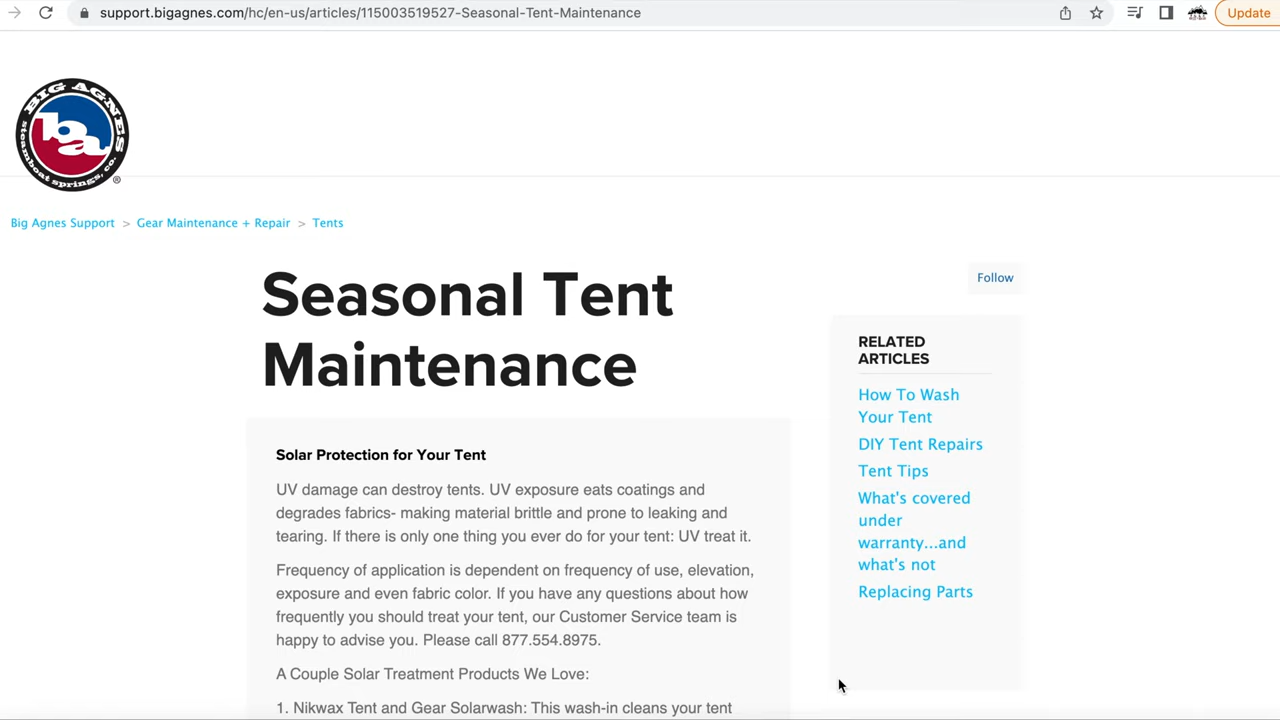 support.bigagnes.com/hc/en-us/articles/115003519527-Seasonal-Tent-Maintenance
Update
BIG AGNES
ba
steamboat springs, co.
®
Big Agnes Support > Gear Maintenance + Repair > Tents
Seasonal Tent
Maintenance
Follow
Solar Protection for Your Tent
UV damage can destroy tents. UV exposure eats coatings and
degrades fabrics- making material brittle and prone to leaking and
tearing. If there is only one thing you ever do for your tent: UV treat it.
Frequency of application is dependent on frequency of use, elevation,
exposure and even fabric color. If you have any questions about how
frequently you should treat your tent, our Customer Service team is
happy to advise you. Please call 877.554.8975.
A Couple Solar Treatment Products We Love:
1. Nikwax Tent and Gear Solarwash: This wash-in cleans your tent
RELATED
ARTICLES
How To Wash
Your Tent
DIY Tent Repairs
Tent Tips
What's covered
under
warranty...and
what's not
Replacing Parts